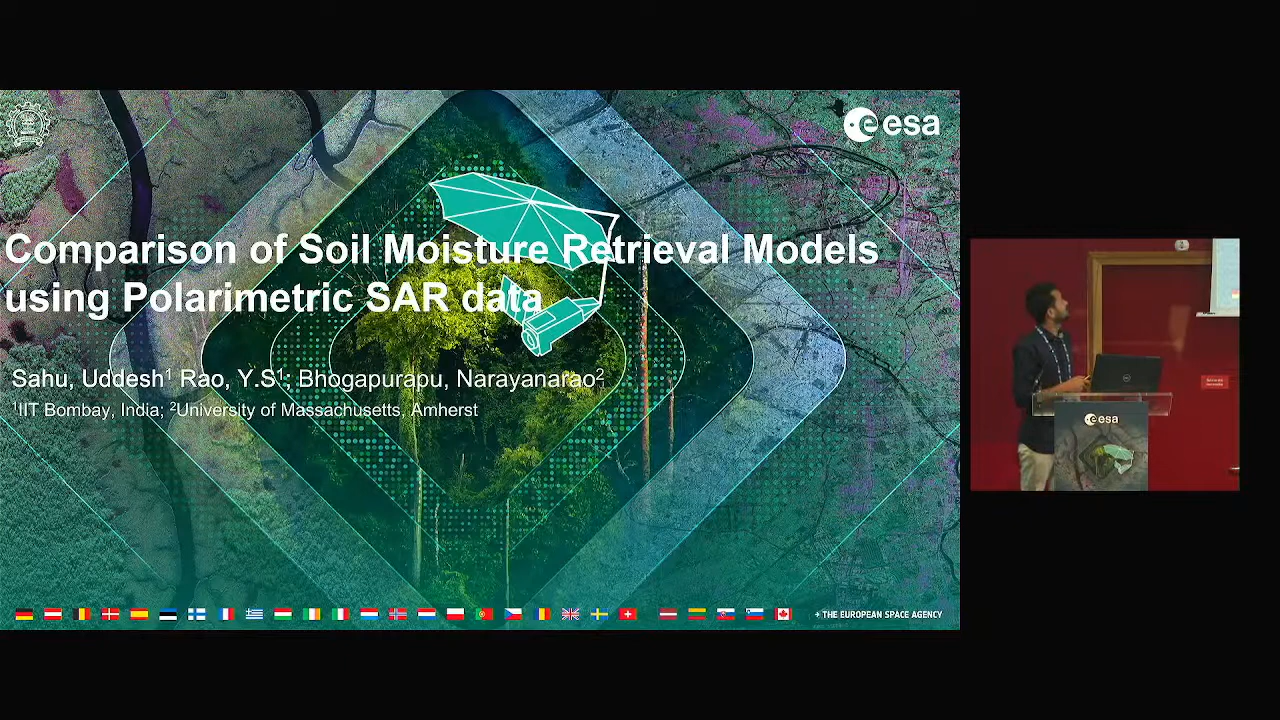 esa
Comparison of Soil Moisture Retrieval Models
using Polarimetric SAR data
Sahu, Uddesh¹ Rao, Y.S¹; Bhogapurapu, Narayanarao²
¹IIT Bombay, India; ²University of Massachusetts, Amherst
→ THE EUROPEAN SPACE AGENCY
esa